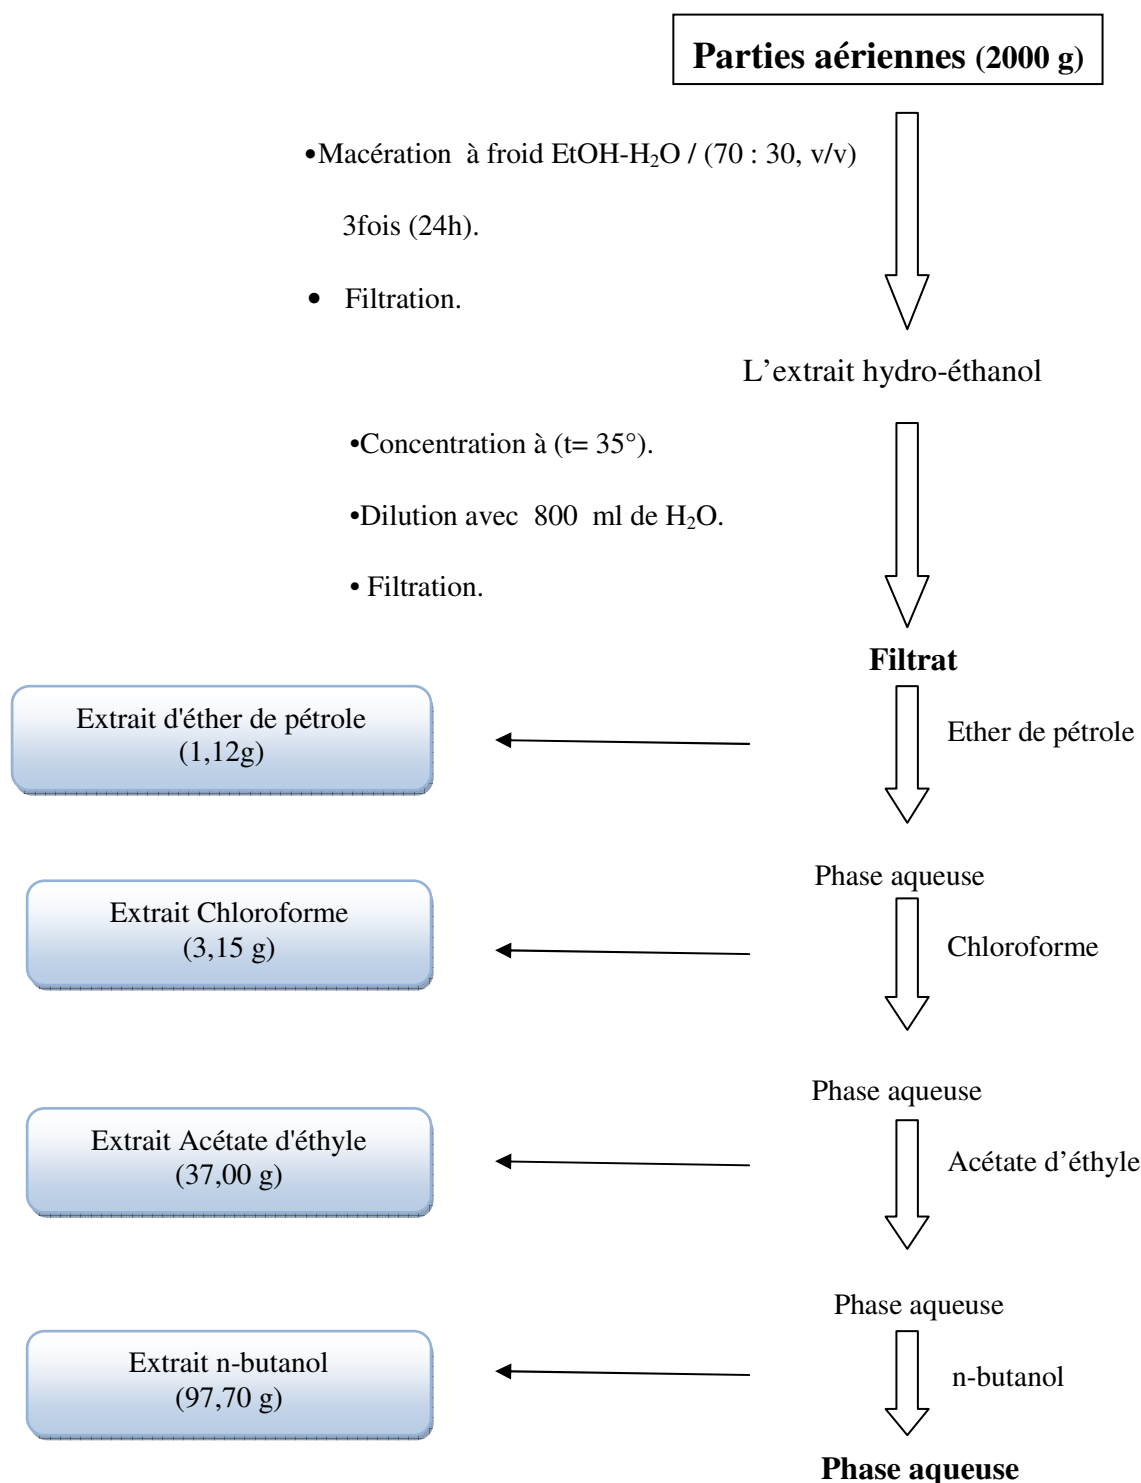 Parties aériennes (2000 g)
•Macération à froid EtOH-H₂O / (70 : 30, v/v)
3fois (24h).
• Filtration.
L’extrait hydro-éthanol
•Concentration à (t= 35°).
•Dilution avec 800 ml de H₂O.
• Filtration.
Filtrat
Extrait d'éther de pétrole
(1,12g)
Ether de pétrole
Phase aqueuse
Extrait Chloroforme
(3,15 g)
Chloroforme
Phase aqueuse
Extrait Acétate d'éthyle
(37,00 g)
Acétate d’éthyle
Phase aqueuse
Extrait n-butanol
(97,70 g)
n-butanol
Phase aqueuse